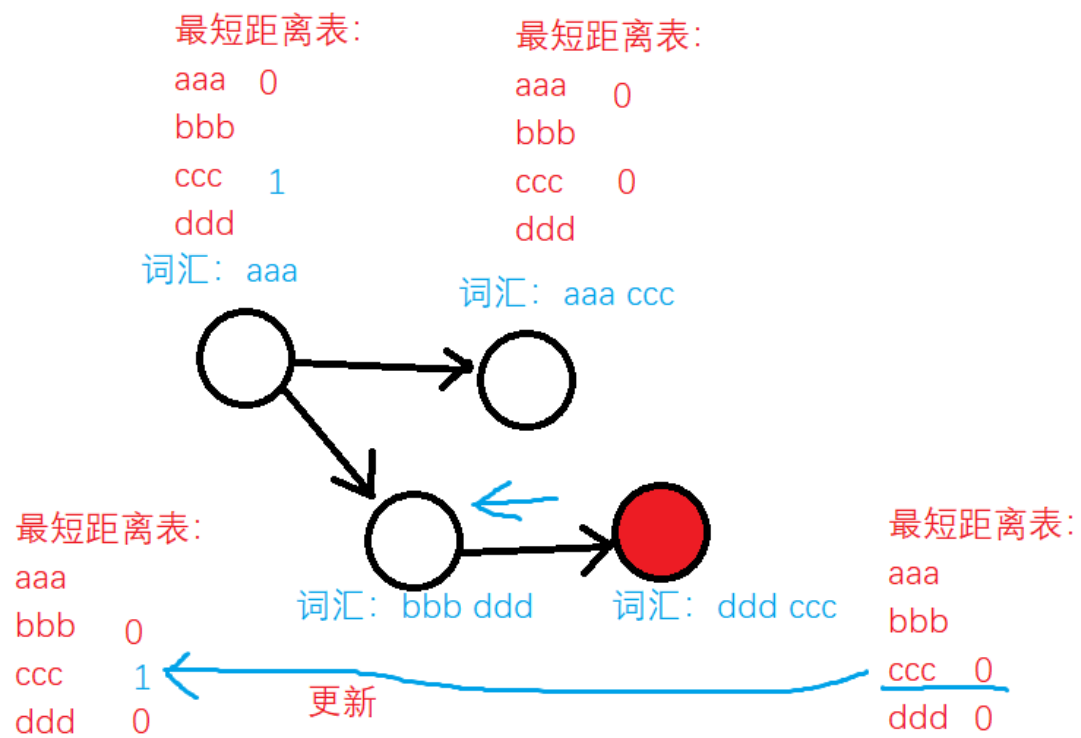 最短距离表：
aaa 0
bbb
ccc 1
ddd
词汇：aaa
最短距离表：
aaa 0
bbb
ccc 0
ddd
词汇：aaa ccc
最短距离表：
aaa
bbb 0
ccc 1
ddd 0
词汇：bbb ddd
更新
词汇：ddd ccc
最短距离表：
aaa
bbb
ccc 0
ddd 0